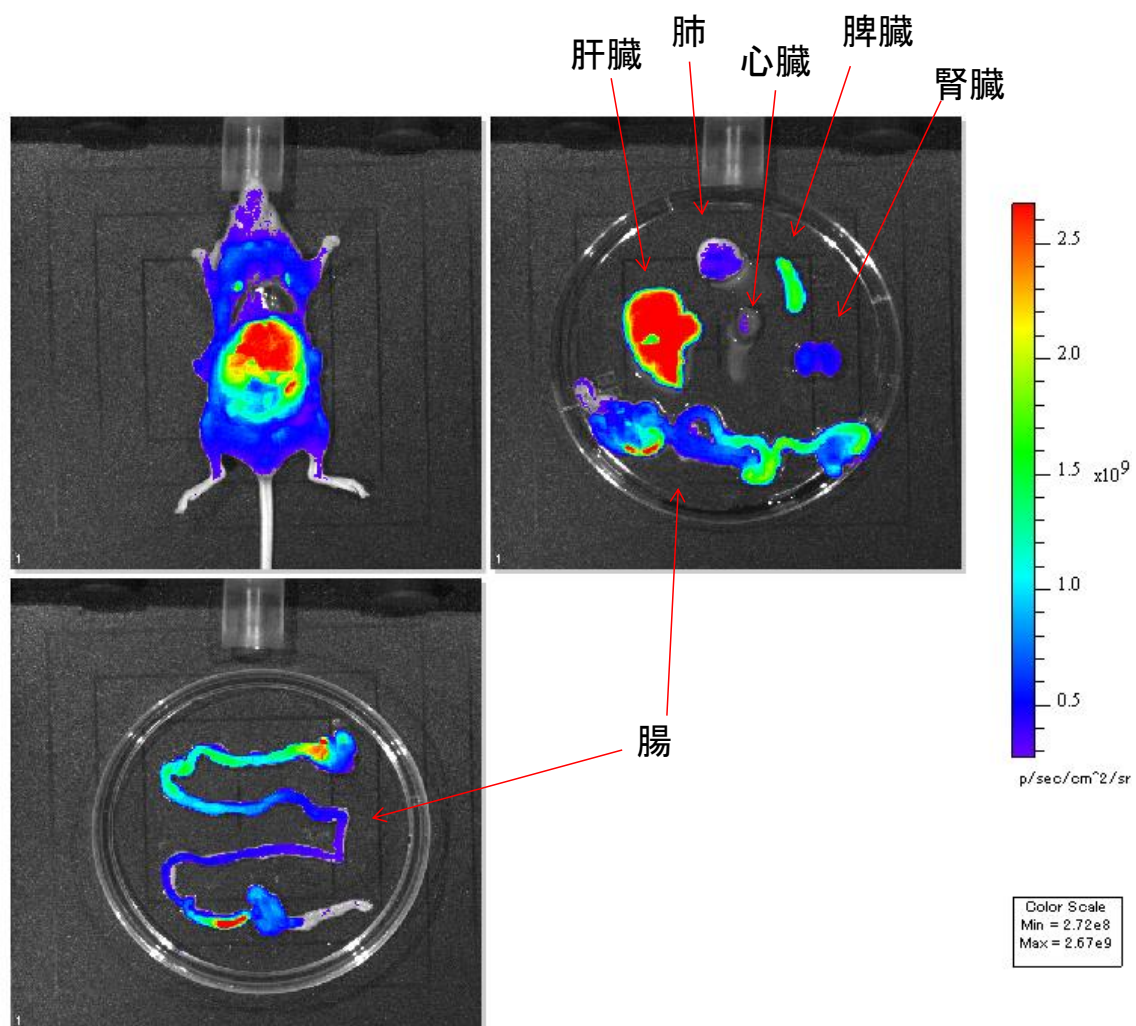 肝臓
肺
心臓
脾臓
腎臓
2.5
2.0
1.5
x10^9
1.0
0.5
p/sec/cm^2/sr
1
1
腸
1
Color Scale
Min = 2.72e8
Max = 2.67e9